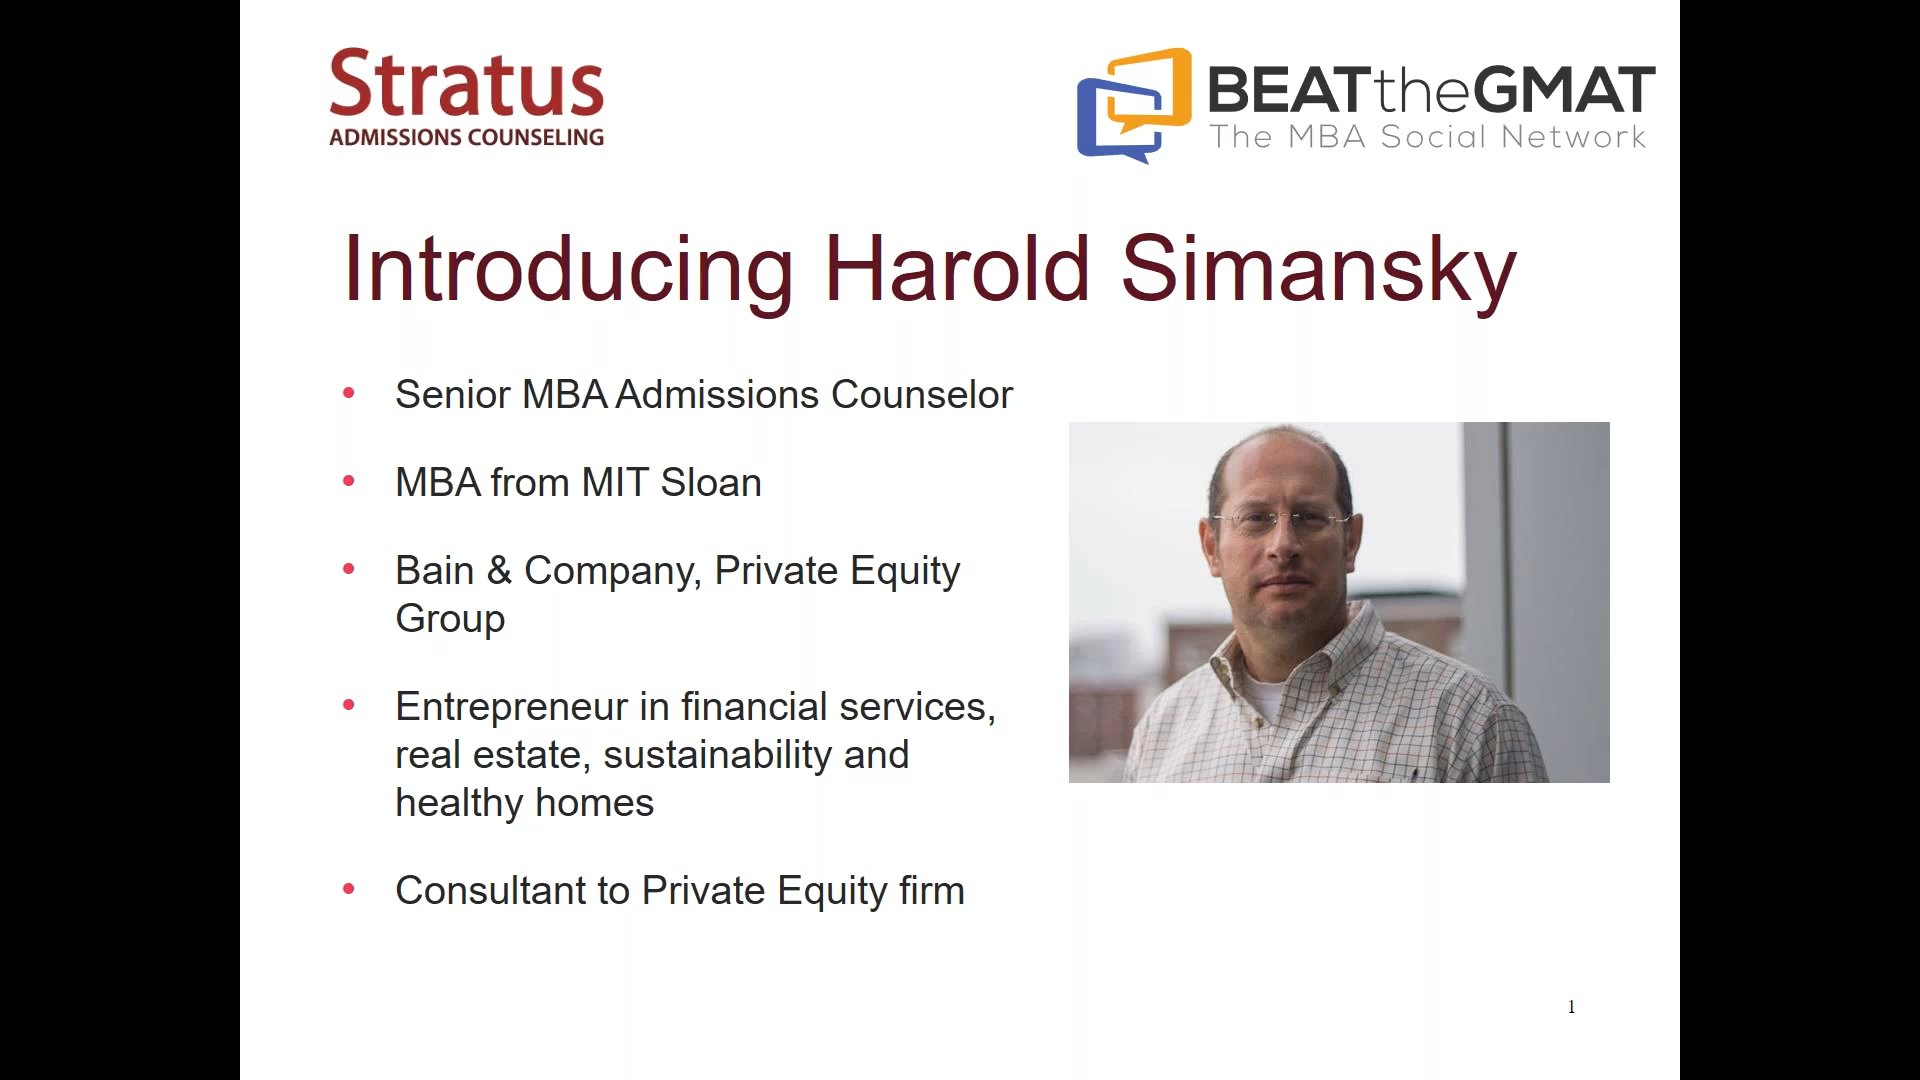 Stratus
ADMISSIONS COUNSELING
BEATtheGMAT
The MBA Social Network
Introducing Harold Simansky
• Senior MBA Admissions Counselor
• MBA from MIT Sloan
• Bain & Company, Private Equity
Group
• Entrepreneur in financial services,
real estate, sustainability and
healthy homes
• Consultant to Private Equity firm
1